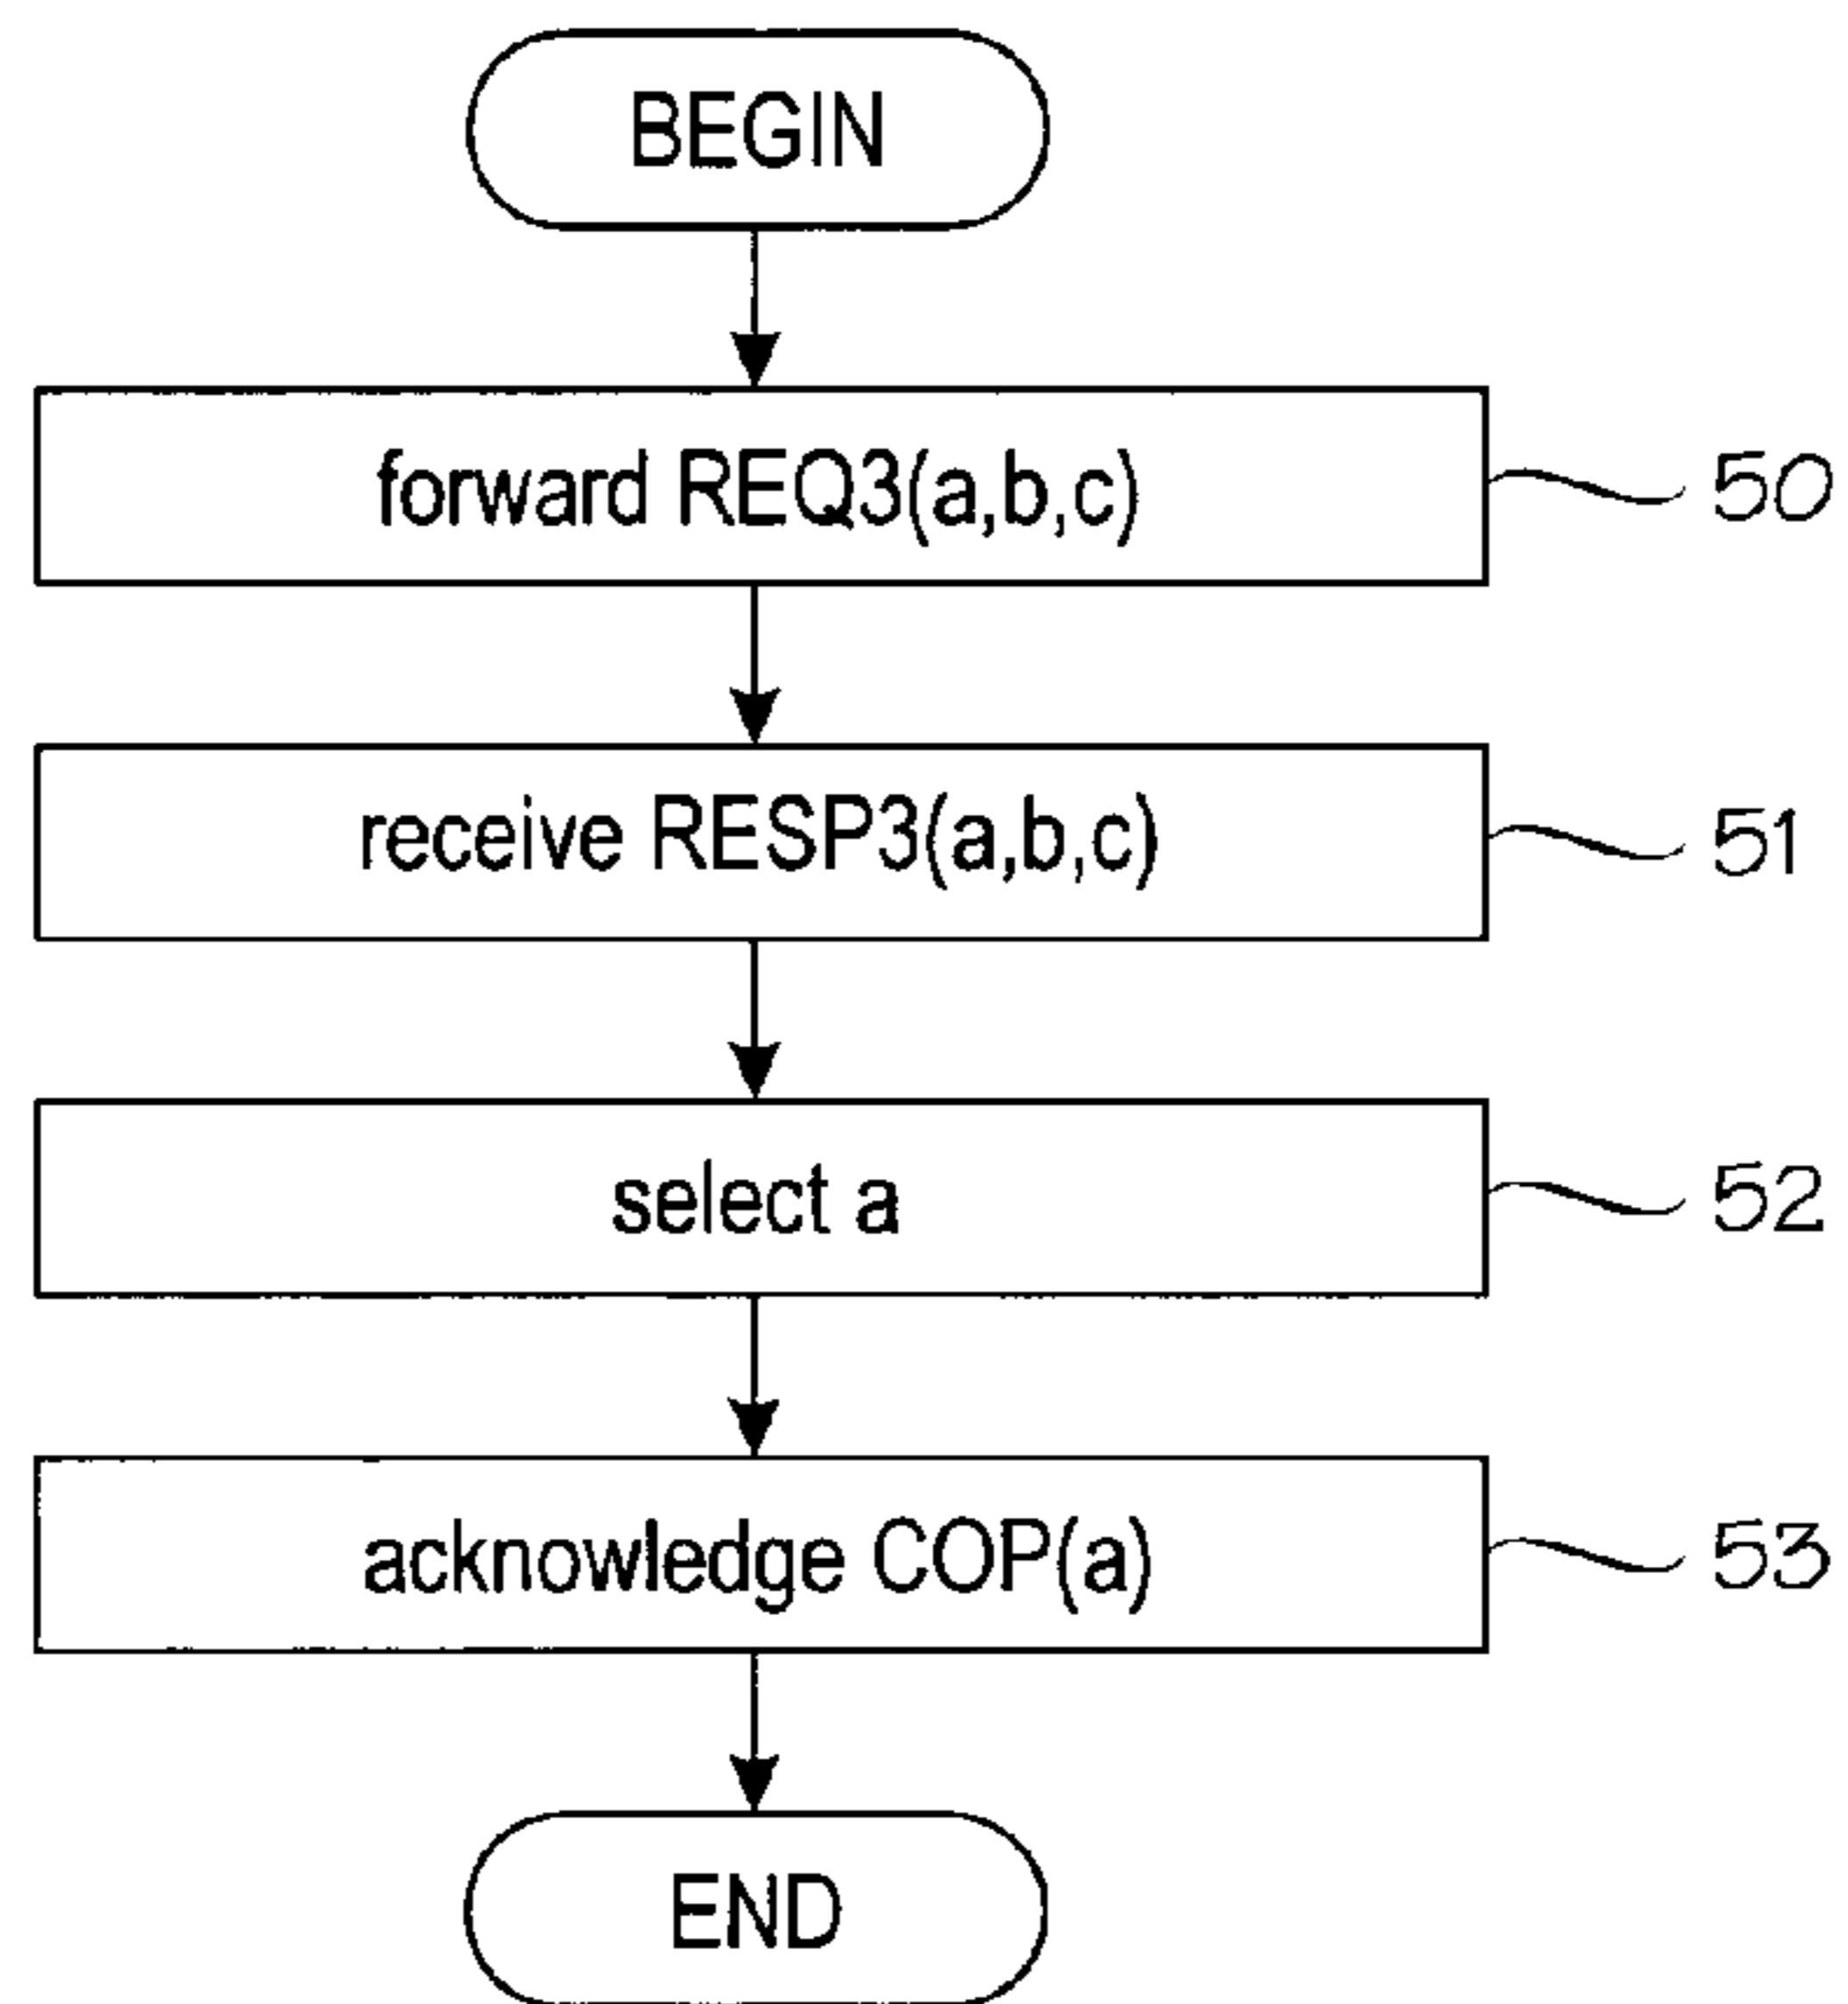 BEGIN
forward REQ3(a,b,c)
50
receive RESP3(a,b,c)
51
select a
52
acknowledge COP(a)
53
END